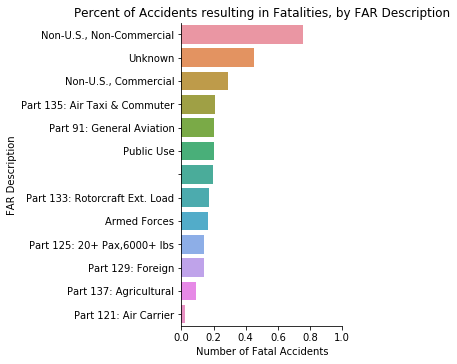 Percent of Accidents resulting in Fatalities, by FAR Description
Non-U.S., Non-Commercial
Unknown
Non-U.S., Commercial
Part 135: Air Taxi & Commuter
Part 91: General Aviation
Public Use
Part 133: Rotorcraft Ext. Load
Armed Forces
Part 125: 20+ Pax,6000+ lbs
Part 129: Foreign
Part 137: Agricultural
Part 121: Air Carrier
FAR Description
0.0 0.2 0.4 0.6 0.8 1.0
Number of Fatal Accidents